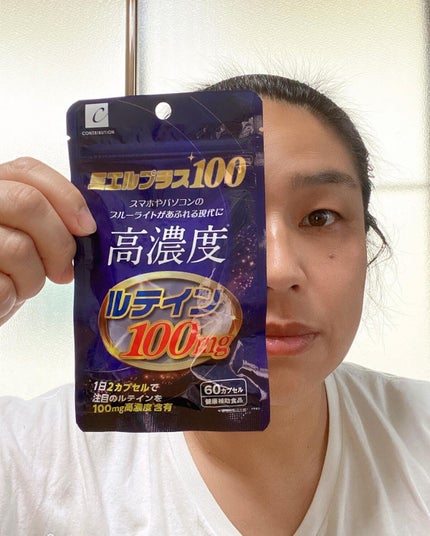 C
CONTRIBUTION
ミエルプラス100
スマホやパソコンの
ブルーライトがあふれる現代に
高濃度
ルテイン
100mg
1日2カプセルで
注目のルテインを
100mg高濃度含有
60カプセル
健康補助食品